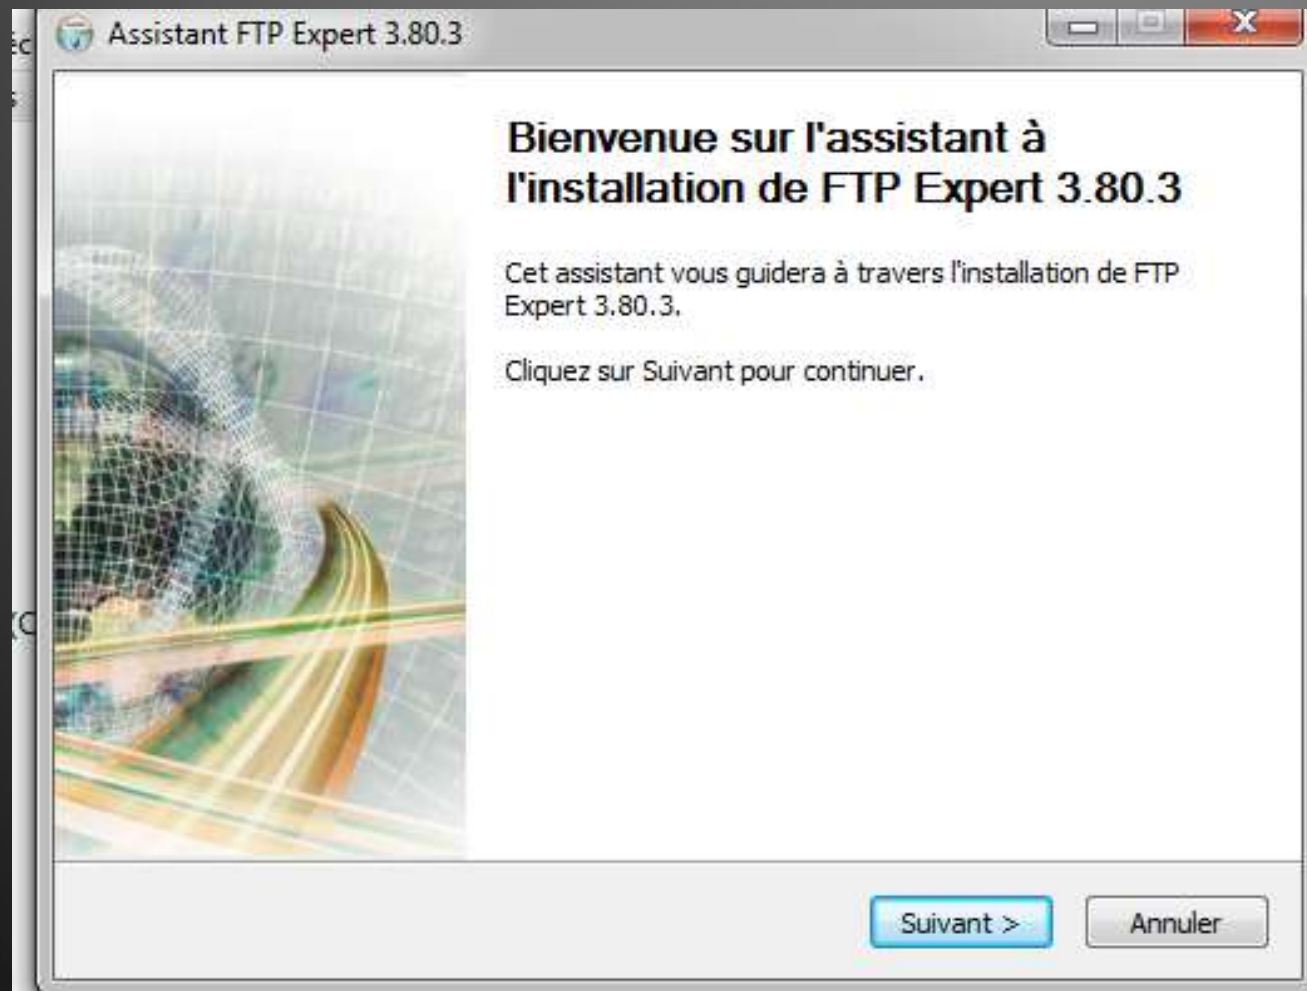 Assistant FTP Expert 3.80.3
Bienvenue sur l'assistant à
l'installation de FTP Expert 3.80.3
Cet assistant vous guidera à travers l'installation de FTP
Expert 3.80.3.
Cliquez sur Suivant pour continuer.
Suivant >
Annuler